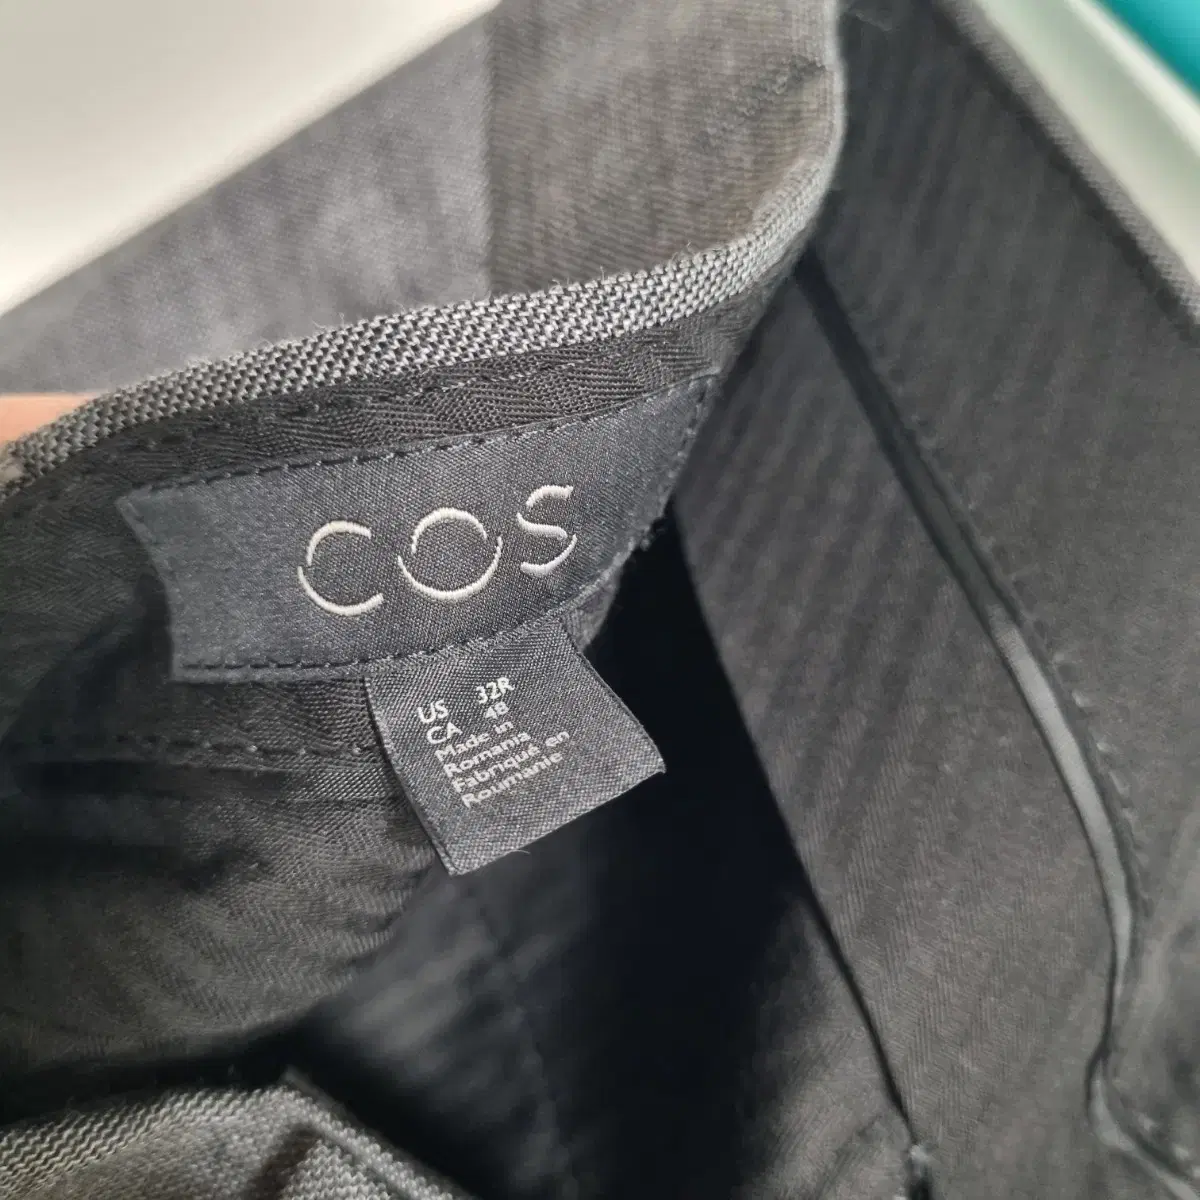 COS
US 32R
CA 48
Made in
Romania
Fabriqué en
Roumanie